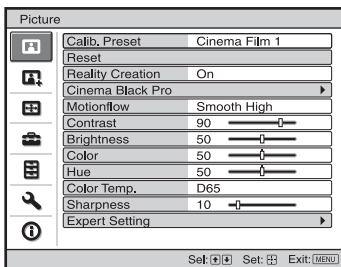 Picture
Calib. Preset Cinema Film 1
Reset
Reality Creation On
Cinema Black Pro
Motionflow Smooth High
Contrast 90
Brightness 50
Color 50
Hue 50
Color Temp. D65
Sharpness 10
Expert Setting
Sel: Set: Exit: MENU